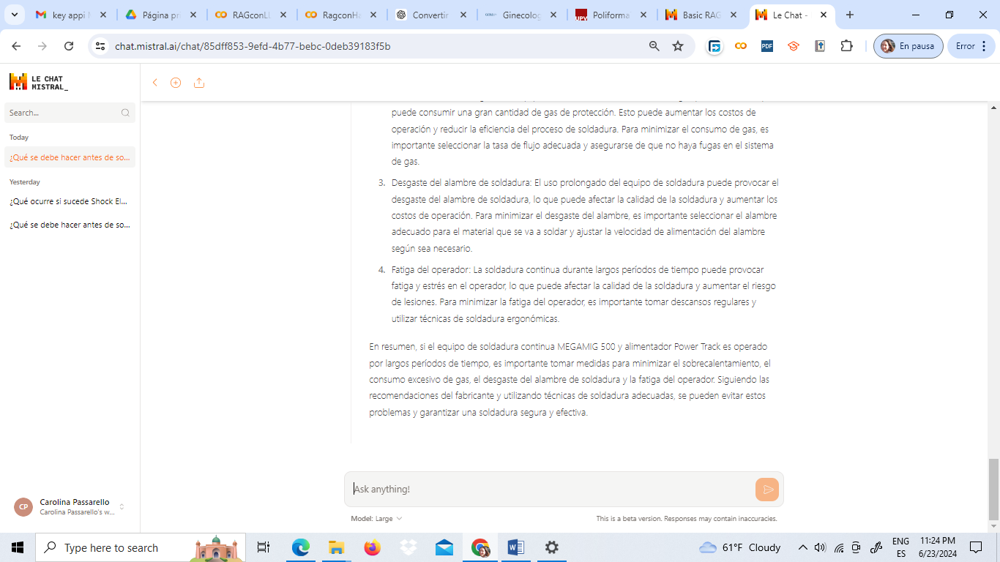 key appi M
Página pri
RAGconLL
RagconHa
Convertir
Ginecolog
Poliforma
Basic RAG
Le Chat -
chat.mistral.ai/chat/85dff853-9efd-4b77-bebc-0deb39183f5b
PDF
En pausa
Error
LE CHAT
MISTRAL_
Search...
Today
¿Qué se debe hacer antes de so...
Yesterday
¿Qué ocurre si sucede Shock El...
¿Qué se debe hacer antes de so...
puede consumir una gran cantidad de gas de protección. Esto puede aumentar los costos de
operación y reducir la eficiencia del proceso de soldadura. Para minimizar el consumo de gas, es
importante seleccionar la tasa de flujo adecuada y asegurarse de que no haya fugas en el sistema
de gas.
3. Desgaste del alambre de soldadura: El uso prolongado del equipo de soldadura puede provocar el
desgaste del alambre de soldadura, lo que puede afectar la calidad de la soldadura y aumentar los
costos de operación. Para minimizar el desgaste del alambre, es importante seleccionar el alambre
adecuado para el material que se va a soldar y ajustar la velocidad de alimentación del alambre
según sea necesario.
4. Fatiga del operador: La soldadura continua durante largos períodos de tiempo puede provocar
fatiga y estrés en el operador, lo que puede afectar la calidad de la soldadura y aumentar el riesgo
de lesiones. Para minimizar la fatiga del operador, es importante tomar descansos regulares y
utilizar técnicas de soldadura ergonómicas.
En resumen, si el equipo de soldadura continua MEGAMIG 500 y alimentador Power Track es operado
por largos períodos de tiempo, es importante tomar medidas para minimizar el sobrecalentamiento, el
consumo excesivo de gas, el desgaste del alambre de soldadura y la fatiga del operador. Siguiendo las
recomendaciones del fabricante y utilizando técnicas de soldadura adecuadas, se pueden evitar estos
problemas y garantizar una soldadura segura y efectiva.
Ask anything!
Model: Large
This is a beta version. Responses may contain inaccuracies.
CP
Carolina Passarello
Carolina Passarello's w...
Type here to search
61°F Cloudy
ENG
ES
11:24 PM
6/23/2024